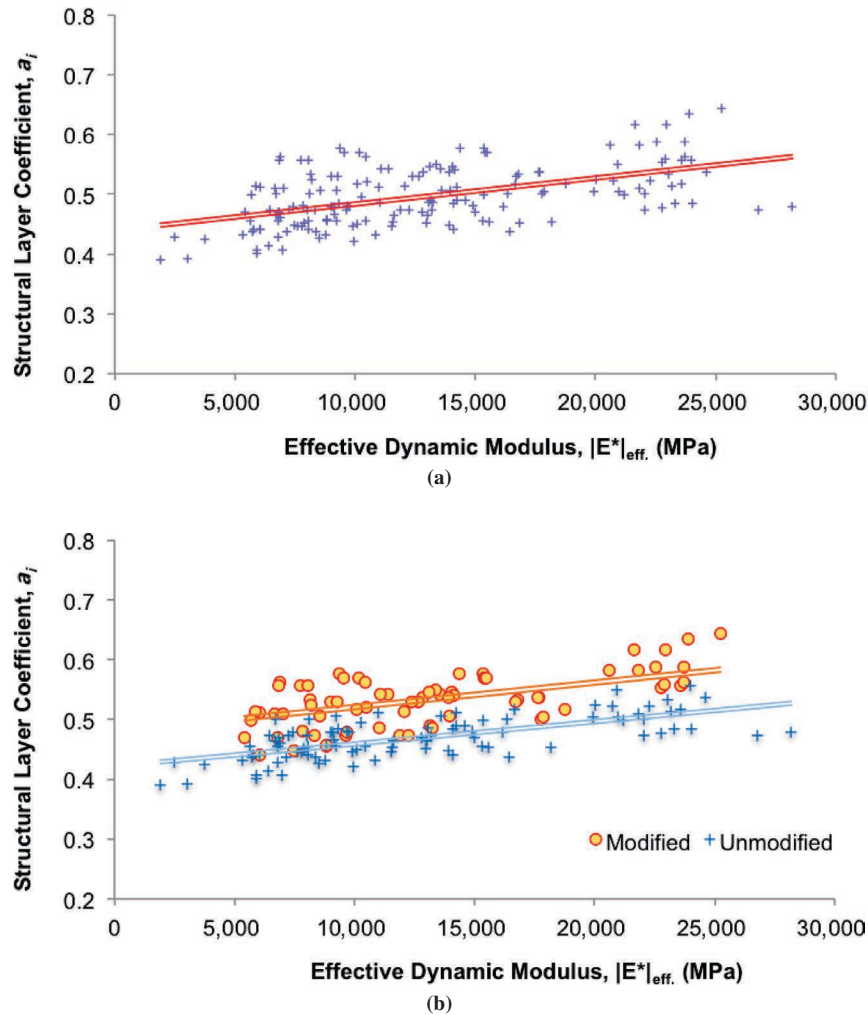 0.8
0.7
0.6
0.5
0.4
0.3
0.2
Structural Layer Coefficient, ai
0 5,000 10,000 15,000 20,000 25,000 30,000
Effective Dynamic Modulus, |E*|eff. (MPa)
(a)
0.8
0.7
0.6
0.5
0.4
0.3
0.2
Structural Layer Coefficient, ai
Modified Unmodified
0 5,000 10,000 15,000 20,000 25,000 30,000
Effective Dynamic Modulus, |E*|eff. (MPa)
(b)